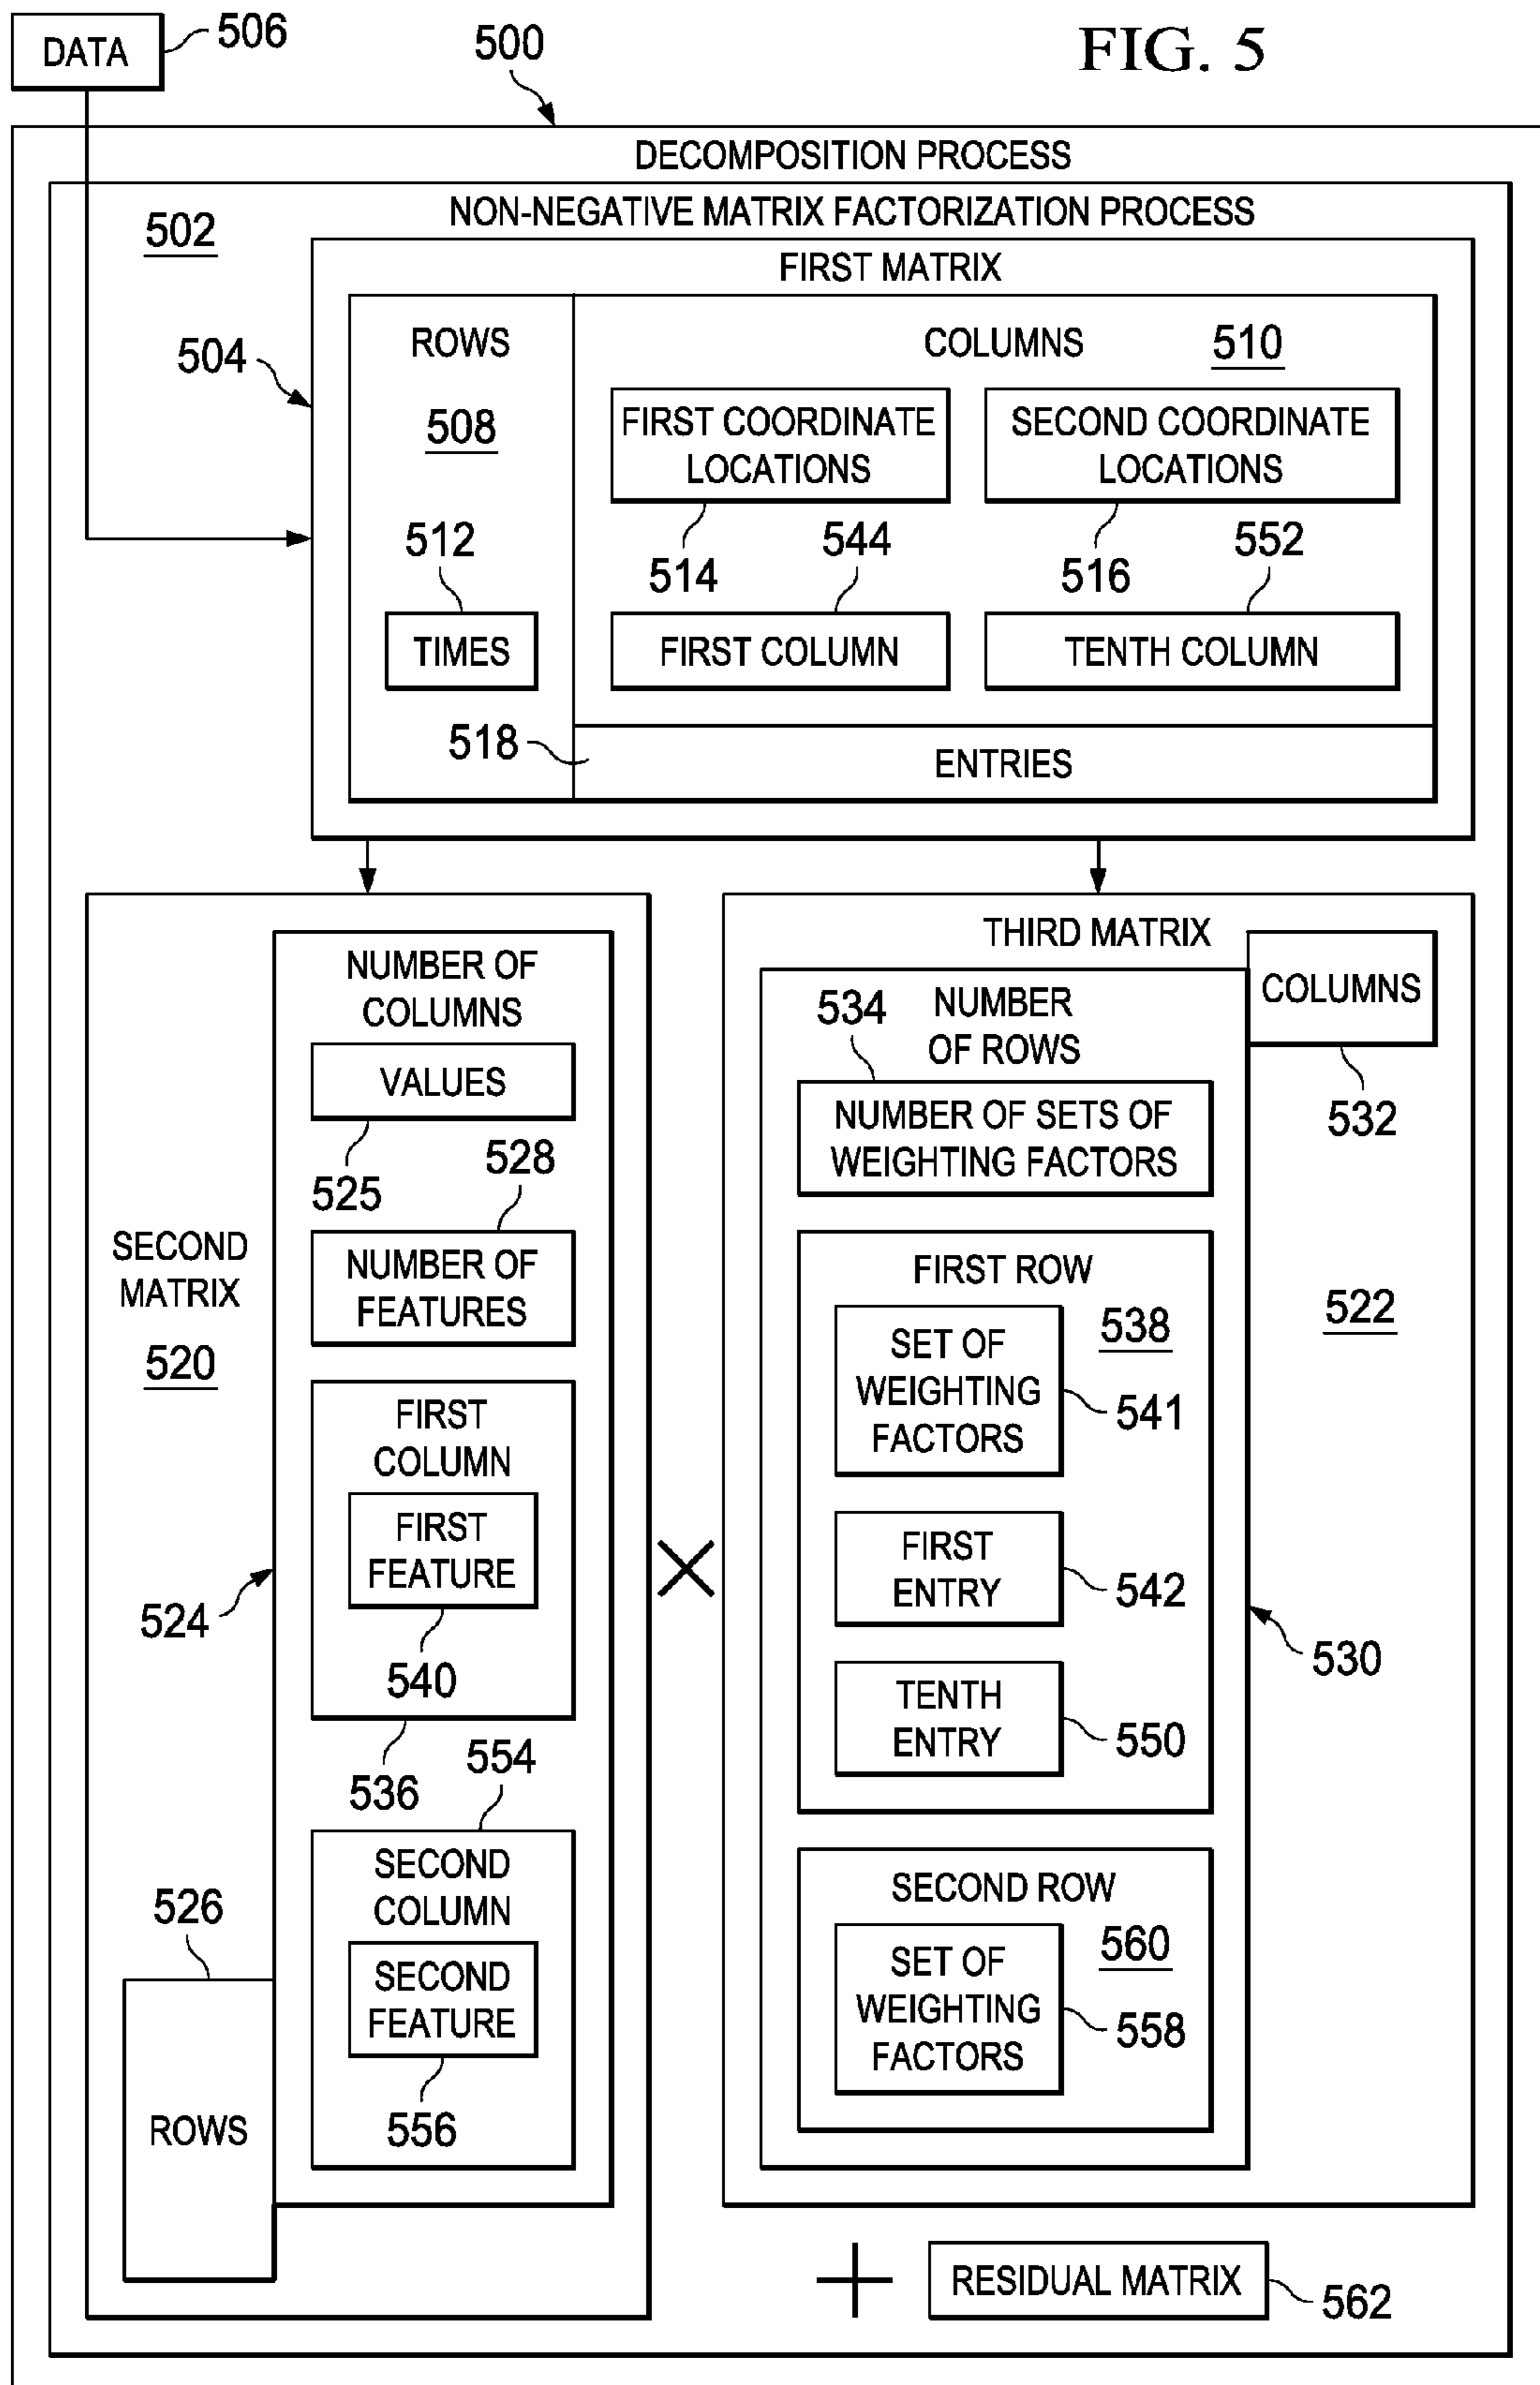 DATA
506
500
FIG. 5
DECOMPOSITION PROCESS
502
NON-NEGATIVE MATRIX FACTORIZATION PROCESS
FIRST MATRIX
504
ROWS
508
512
TIMES
COLUMNS
510
FIRST COORDINATE
LOCATIONS
514
SECOND COORDINATE
LOCATIONS
516
544
FIRST COLUMN
552
TENTH COLUMN
518
ENTRIES
SECOND
MATRIX
520
524
NUMBER OF
COLUMNS
VALUES
525
528
NUMBER OF
FEATURES
FIRST
COLUMN
FIRST
FEATURE
540
536
554
SECOND
COLUMN
SECOND
FEATURE
556
526
ROWS
×
THIRD MATRIX
COLUMNS
532
534
NUMBER
OF ROWS
NUMBER OF SETS OF
WEIGHTING FACTORS
522
FIRST ROW
538
SET OF
WEIGHTING
FACTORS
541
FIRST
ENTRY
542
TENTH
ENTRY
550
530
SECOND ROW
560
SET OF
WEIGHTING
FACTORS
558
+
RESIDUAL MATRIX
562